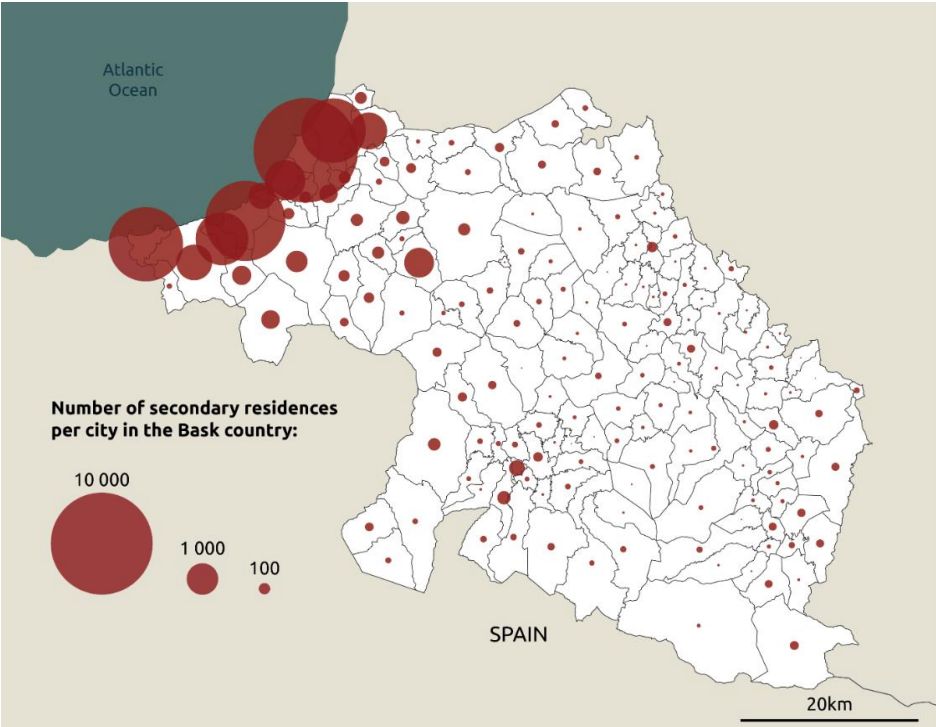 Atlantic
Ocean
Number of secondary residences
per city in the Bask country:
10 000
1 000
100
SPAIN
20km